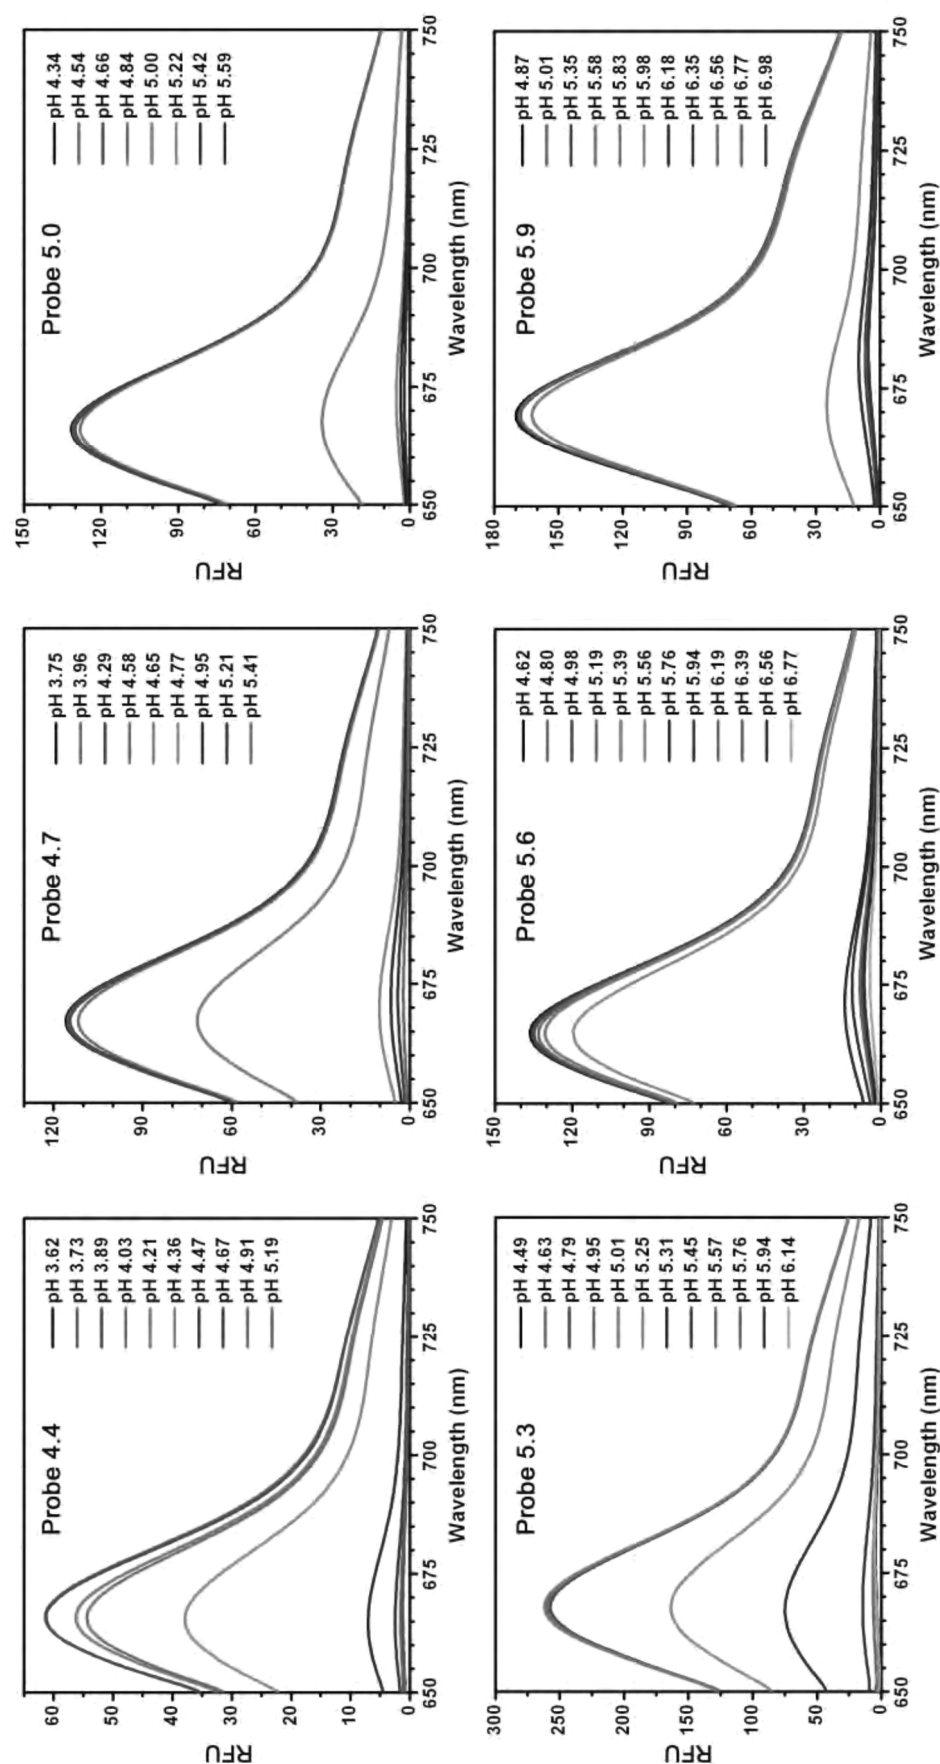 Probe 4.4
pH 3.62
pH 3.73
pH 3.89
pH 4.03
pH 4.21
pH 4.36
pH 4.47
pH 4.67
pH 4.91
pH 5.19
RFU
60
50
40
30
20
10
0
650 675 700 725 750
Wavelength (nm)
Probe 4.7
pH 3.75
pH 3.96
pH 4.29
pH 4.58
pH 4.65
pH 4.77
pH 4.95
pH 5.21
pH 5.41
RFU
120
90
60
30
0
650 675 700 725 750
Wavelength (nm)
Probe 5.0
pH 4.34
pH 4.54
pH 4.66
pH 4.84
pH 5.00
pH 5.22
pH 5.42
pH 5.59
RFU
150
120
90
60
30
0
650 675 700 725 750
Wavelength (nm)
Probe 5.3
pH 4.49
pH 4.63
pH 4.79
pH 4.95
pH 5.01
pH 5.25
pH 5.31
pH 5.45
pH 5.57
pH 5.76
pH 5.94
pH 6.14
RFU
300
250
200
150
100
50
0
650 675 700 725 750
Wavelength (nm)
Probe 5.6
pH 4.62
pH 4.80
pH 4.98
pH 5.19
pH 5.39
pH 5.56
pH 5.76
pH 5.94
pH 6.19
pH 6.39
pH 6.56
pH 6.77
RFU
150
120
90
60
30
0
650 675 700 725 750
Wavelength (nm)
Probe 5.9
pH 4.87
pH 5.01
pH 5.35
pH 5.58
pH 5.83
pH 5.98
pH 6.18
pH 6.35
pH 6.56
pH 6.77
pH 6.98
RFU
180
150
120
90
60
30
0
650 675 700 725 750
Wavelength (nm)